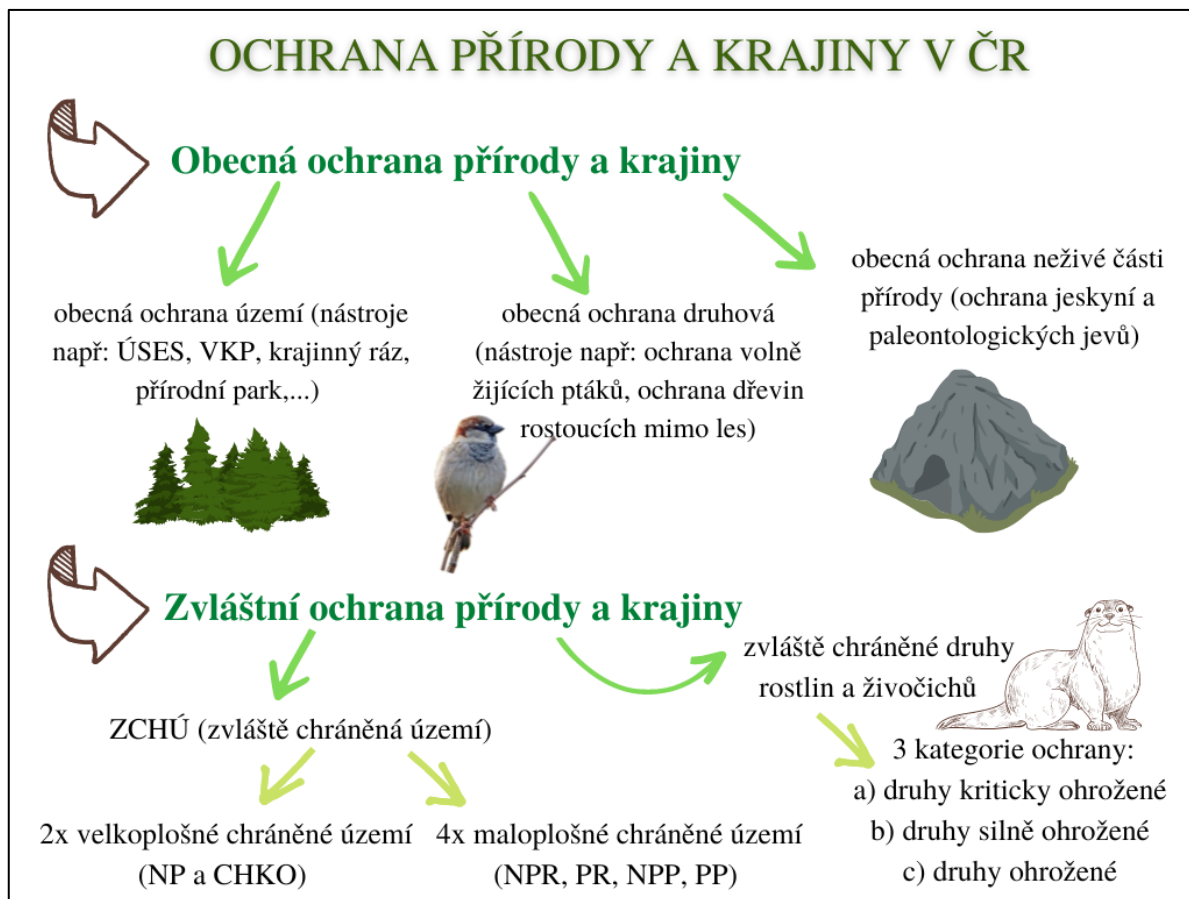 OCHRANA PŘÍRODY A KRAJINY V ČR
Obecná ochrana přírody a krajiny
obecná ochrana území (nástroje
např: ÚSES, VKP, krajinný ráz,
přírodní park,...)
obecná ochrana druhová
(nástroje např: ochrana volně
žijících ptáků, ochrana dřevin
rostoucích mimo les)
obecná ochrana neživé části
přírody (ochrana jeskyní a
paleontologických jevů)
Zvláštní ochrana přírody a krajiny
ZCHÚ (zvláště chráněná území)
2x velkoplošné chráněné území
(NP a CHKO)
4x maloplošné chráněné území
(NPR, PR, NPP, PP)
zvláště chráněné druhy
rostlin a živočichů
3 kategorie ochrany:
a) druhy kriticky ohrožené
b) druhy silně ohrožené
c) druhy ohrožené